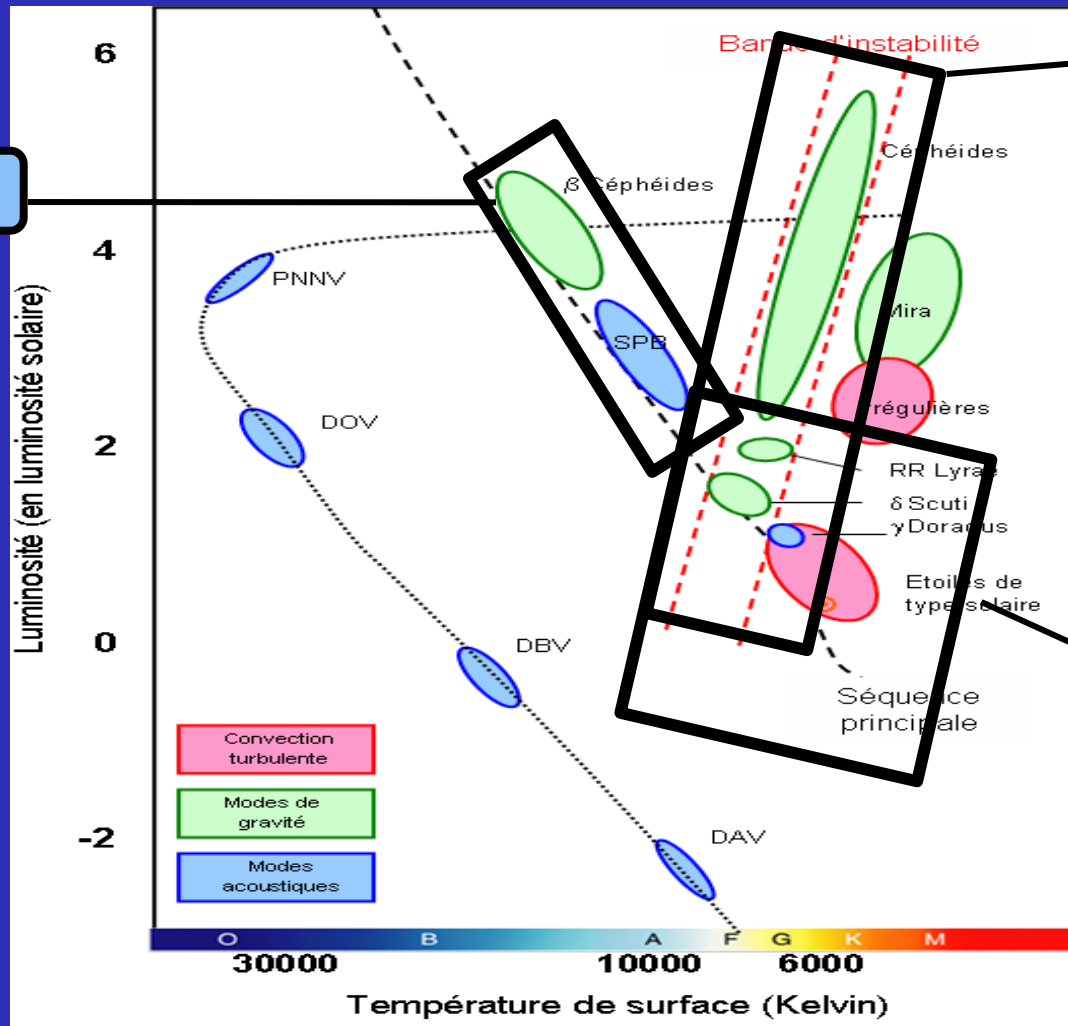 6
Bande d'instabilité
Céphéides
β Céphéides
4
PNNV
Mira
SPB
Irrégulières
DOV
2
RR Lyrae
δ Scuti
γ Doradus
Etoiles de
type solaire
0
DBV
Séquence
principale
Luminosité (en luminosité solaire)
Convection
turbulente
Modes de
gravité
Modes
acoustiques
-2
DAV
O B A F G K M
30000 10000 6000
Température de surface (Kelvin)